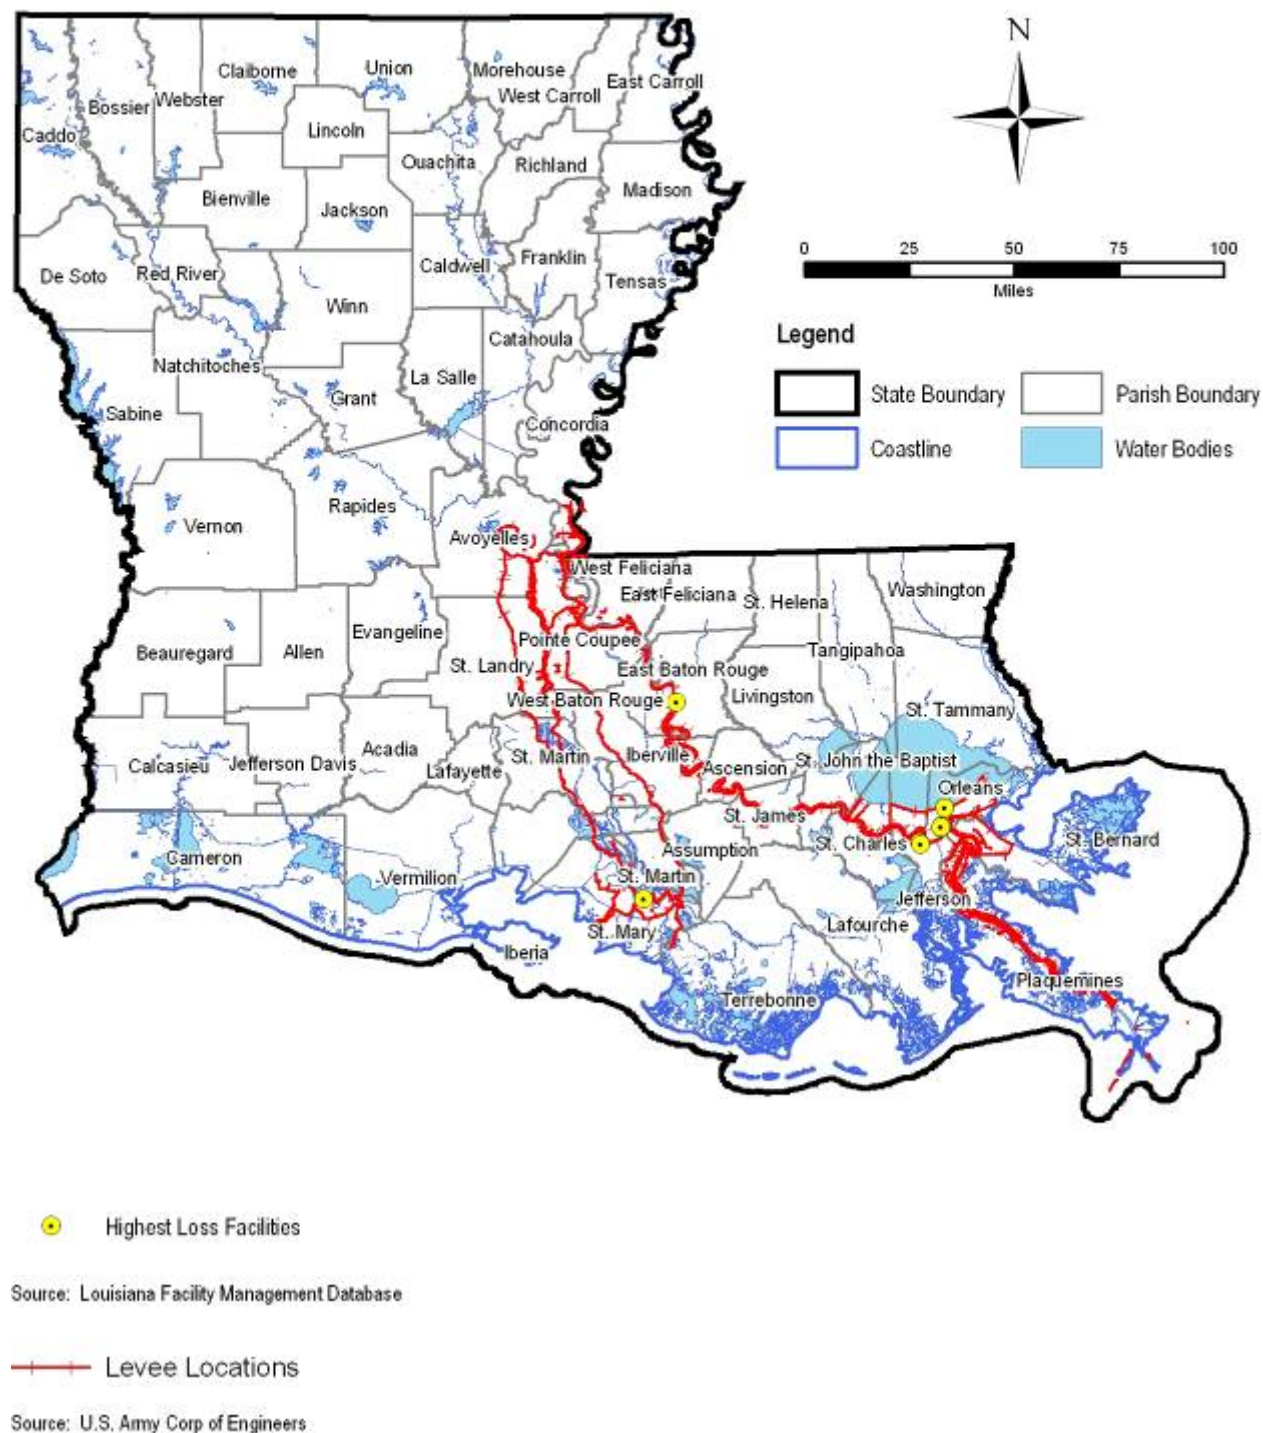 N
Claiborne
Union
Morehouse
East Carroll
Bossier
Webster
West Carroll
Caddo
Lincoln
Ouachita
Richland
Madison
Bienville
Jackson
0 25 50 75 100
Miles
De Soto
Red River
Caldwell
Franklin
Tensas
Winn
Legend
Catahoula
Natchitoches
La Salle
State Boundary
Parish Boundary
Grant
Sabine
Concordia
Coastline
Water Bodies
Rapides
Vernon
Avoyelles
West Feliciana
East Feliciana
St. Helena
Washington
Evangeline
Pointe Coupee
Beauregard
Allen
Tangipahoa
St. Landry
East Baton Rouge
Livingston
West Baton Rouge
St. Tammany
Acadia
St. Martin
Iberville
Calcasieu
Jefferson Davis
Lafayette
Ascension
St. John the Baptist
Orleans
St. James
St. Charles
St. Bernard
Cameron
Assumption
Vermilion
St. Martin
Jefferson
St. Mary
Lafourche
Iberia
Plaquemines
Terrebonne
Highest Loss Facilities
Source: Louisiana Facility Management Database
Levee Locations
Source: U.S. Army Corp of Engineers